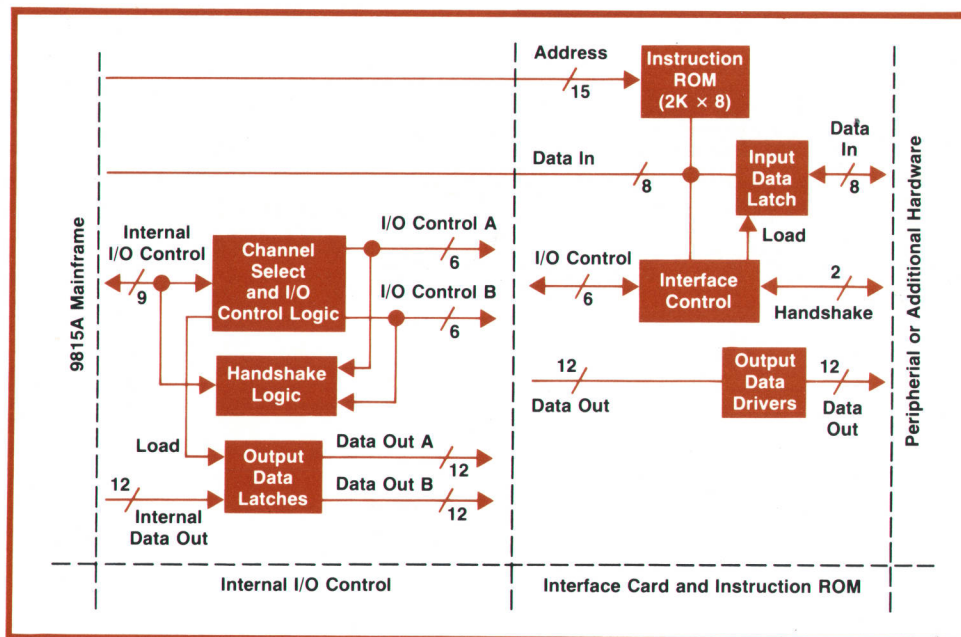 Address
15
Instruction
ROM
(2K × 8)
Data In
8
Input
Data
Latch
Data
In
8
Load
9815A Mainframe
Internal
I/O Control
9
Channel
Select
and I/O
Control Logic
I/O Control A
6
I/O Control B
6
Handshake
Logic
Load
Output
Data
Latches
Data Out A
12
Data Out B
12
12
Internal
Data Out
I/O Control
6
Interface
Control
2
Handshake
12
Data Out
Output
Data
Drivers
12
Data
Out
Peripherial or Additional Hardware
Internal I/O Control
Interface Card and Instruction ROM